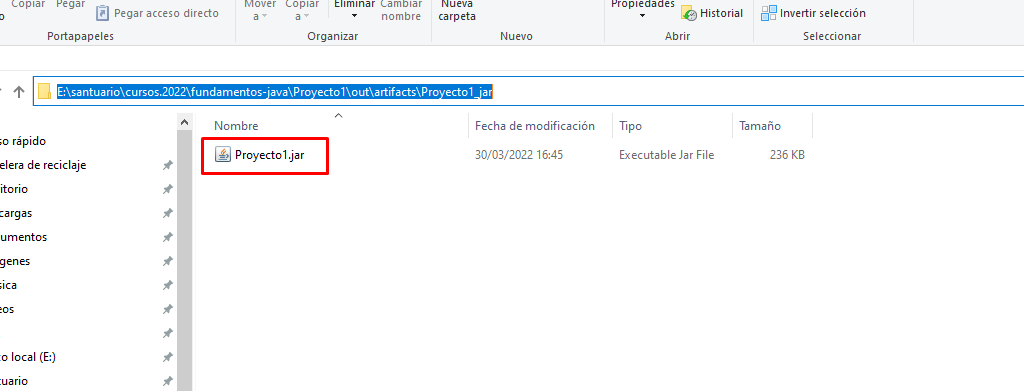 Copiar Pegar Pegar acceso directo Mover a Copiar a Eliminar Cambiar nombre Nueva carpeta Propiedades Historial Invertir selección
Portapapeles Organizar Nuevo Abrir Seleccionar
E:\santuario\cursos.2022\fundamentos-java\Proyecto1\out\artifacts\Proyecto1_jar
Nombre Fecha de modificación Tipo Tamaño
so rápido
Proyecto1.jar 30/03/2022 16:45 Executable Jar File 236 KB
elera de reciclaje
itorio
cargas
umentos
genes
sica
eos
o local (E:)
tuario